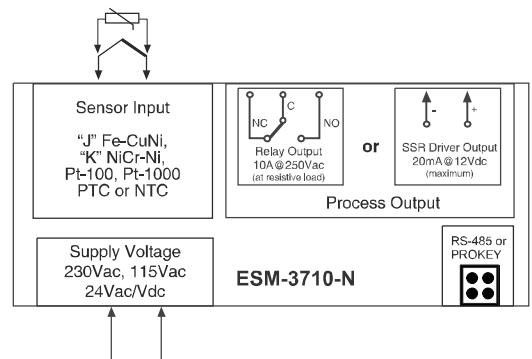 Sensor Input
“J” Fe-CuNi,
“K” NiCr-Ni,
Pt-100, Pt-1000
PTC or NTC
C
NC
NO
Relay Output
10A@250Vac
(at resistive load)
or
-
+
SSR Driver Output
20mA@12Vdc
(maximum)
Process Output
Supply Voltage
230Vac, 115Vac
24Vac/Vdc
ESM-3710-N
RS-485 or
PROKEY